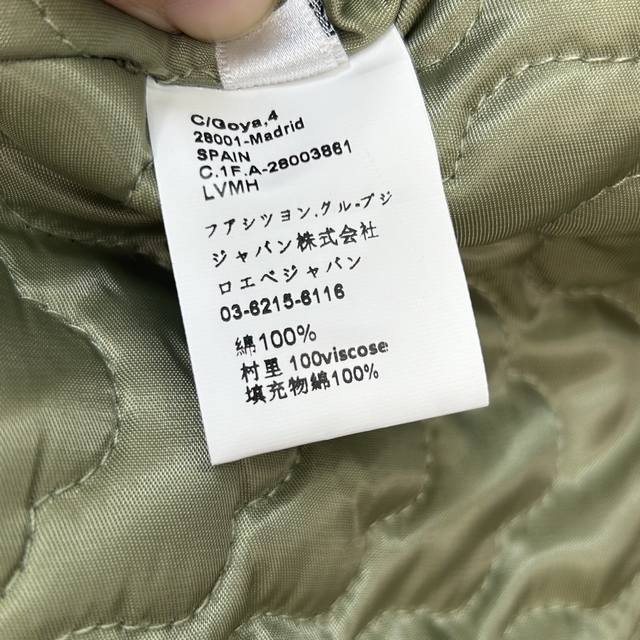 C/Goya,4
28001-Madrid
SPAIN
C.1F.A-28003861
LVMH
フアシツヨン.グルｰプジ
ジャパン株式会社
ロエベジャパン
03-6215-6116
綿100%
村里 100viscose
填充物綿100%